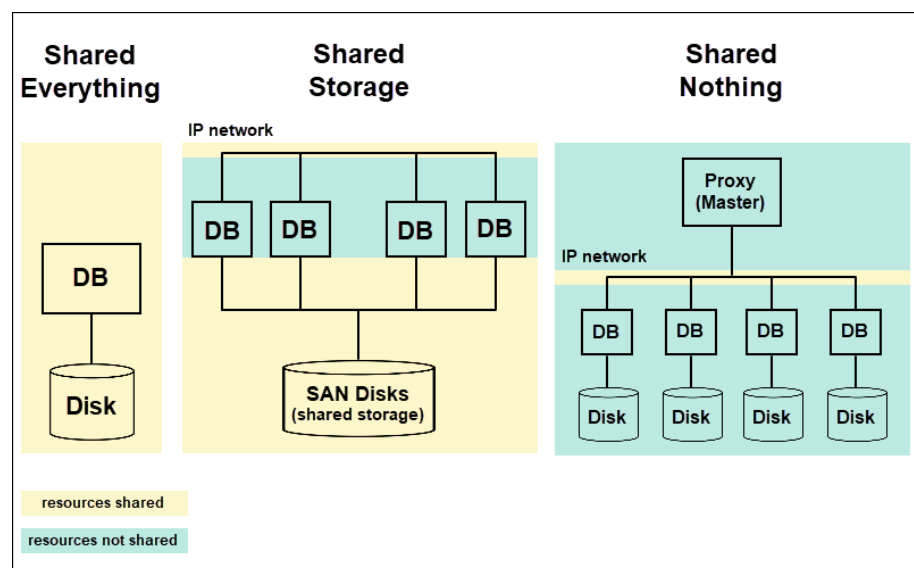 Shared
Everything
Shared
Storage
Shared
Nothing
IP network
DB
DB
DB
DB
DB
Disk
SAN Disks
(shared storage)
Proxy
(Master)
IP network
DB
DB
DB
DB
Disk
Disk
Disk
Disk
resources shared
resources not shared